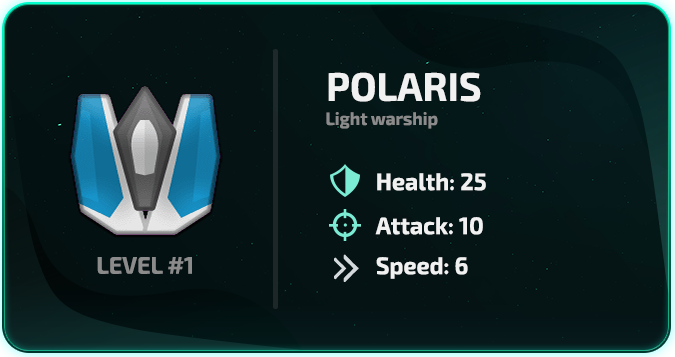 POLARIS
Light warship
Health: 25
Attack: 10
Speed: 6
LEVEL #1